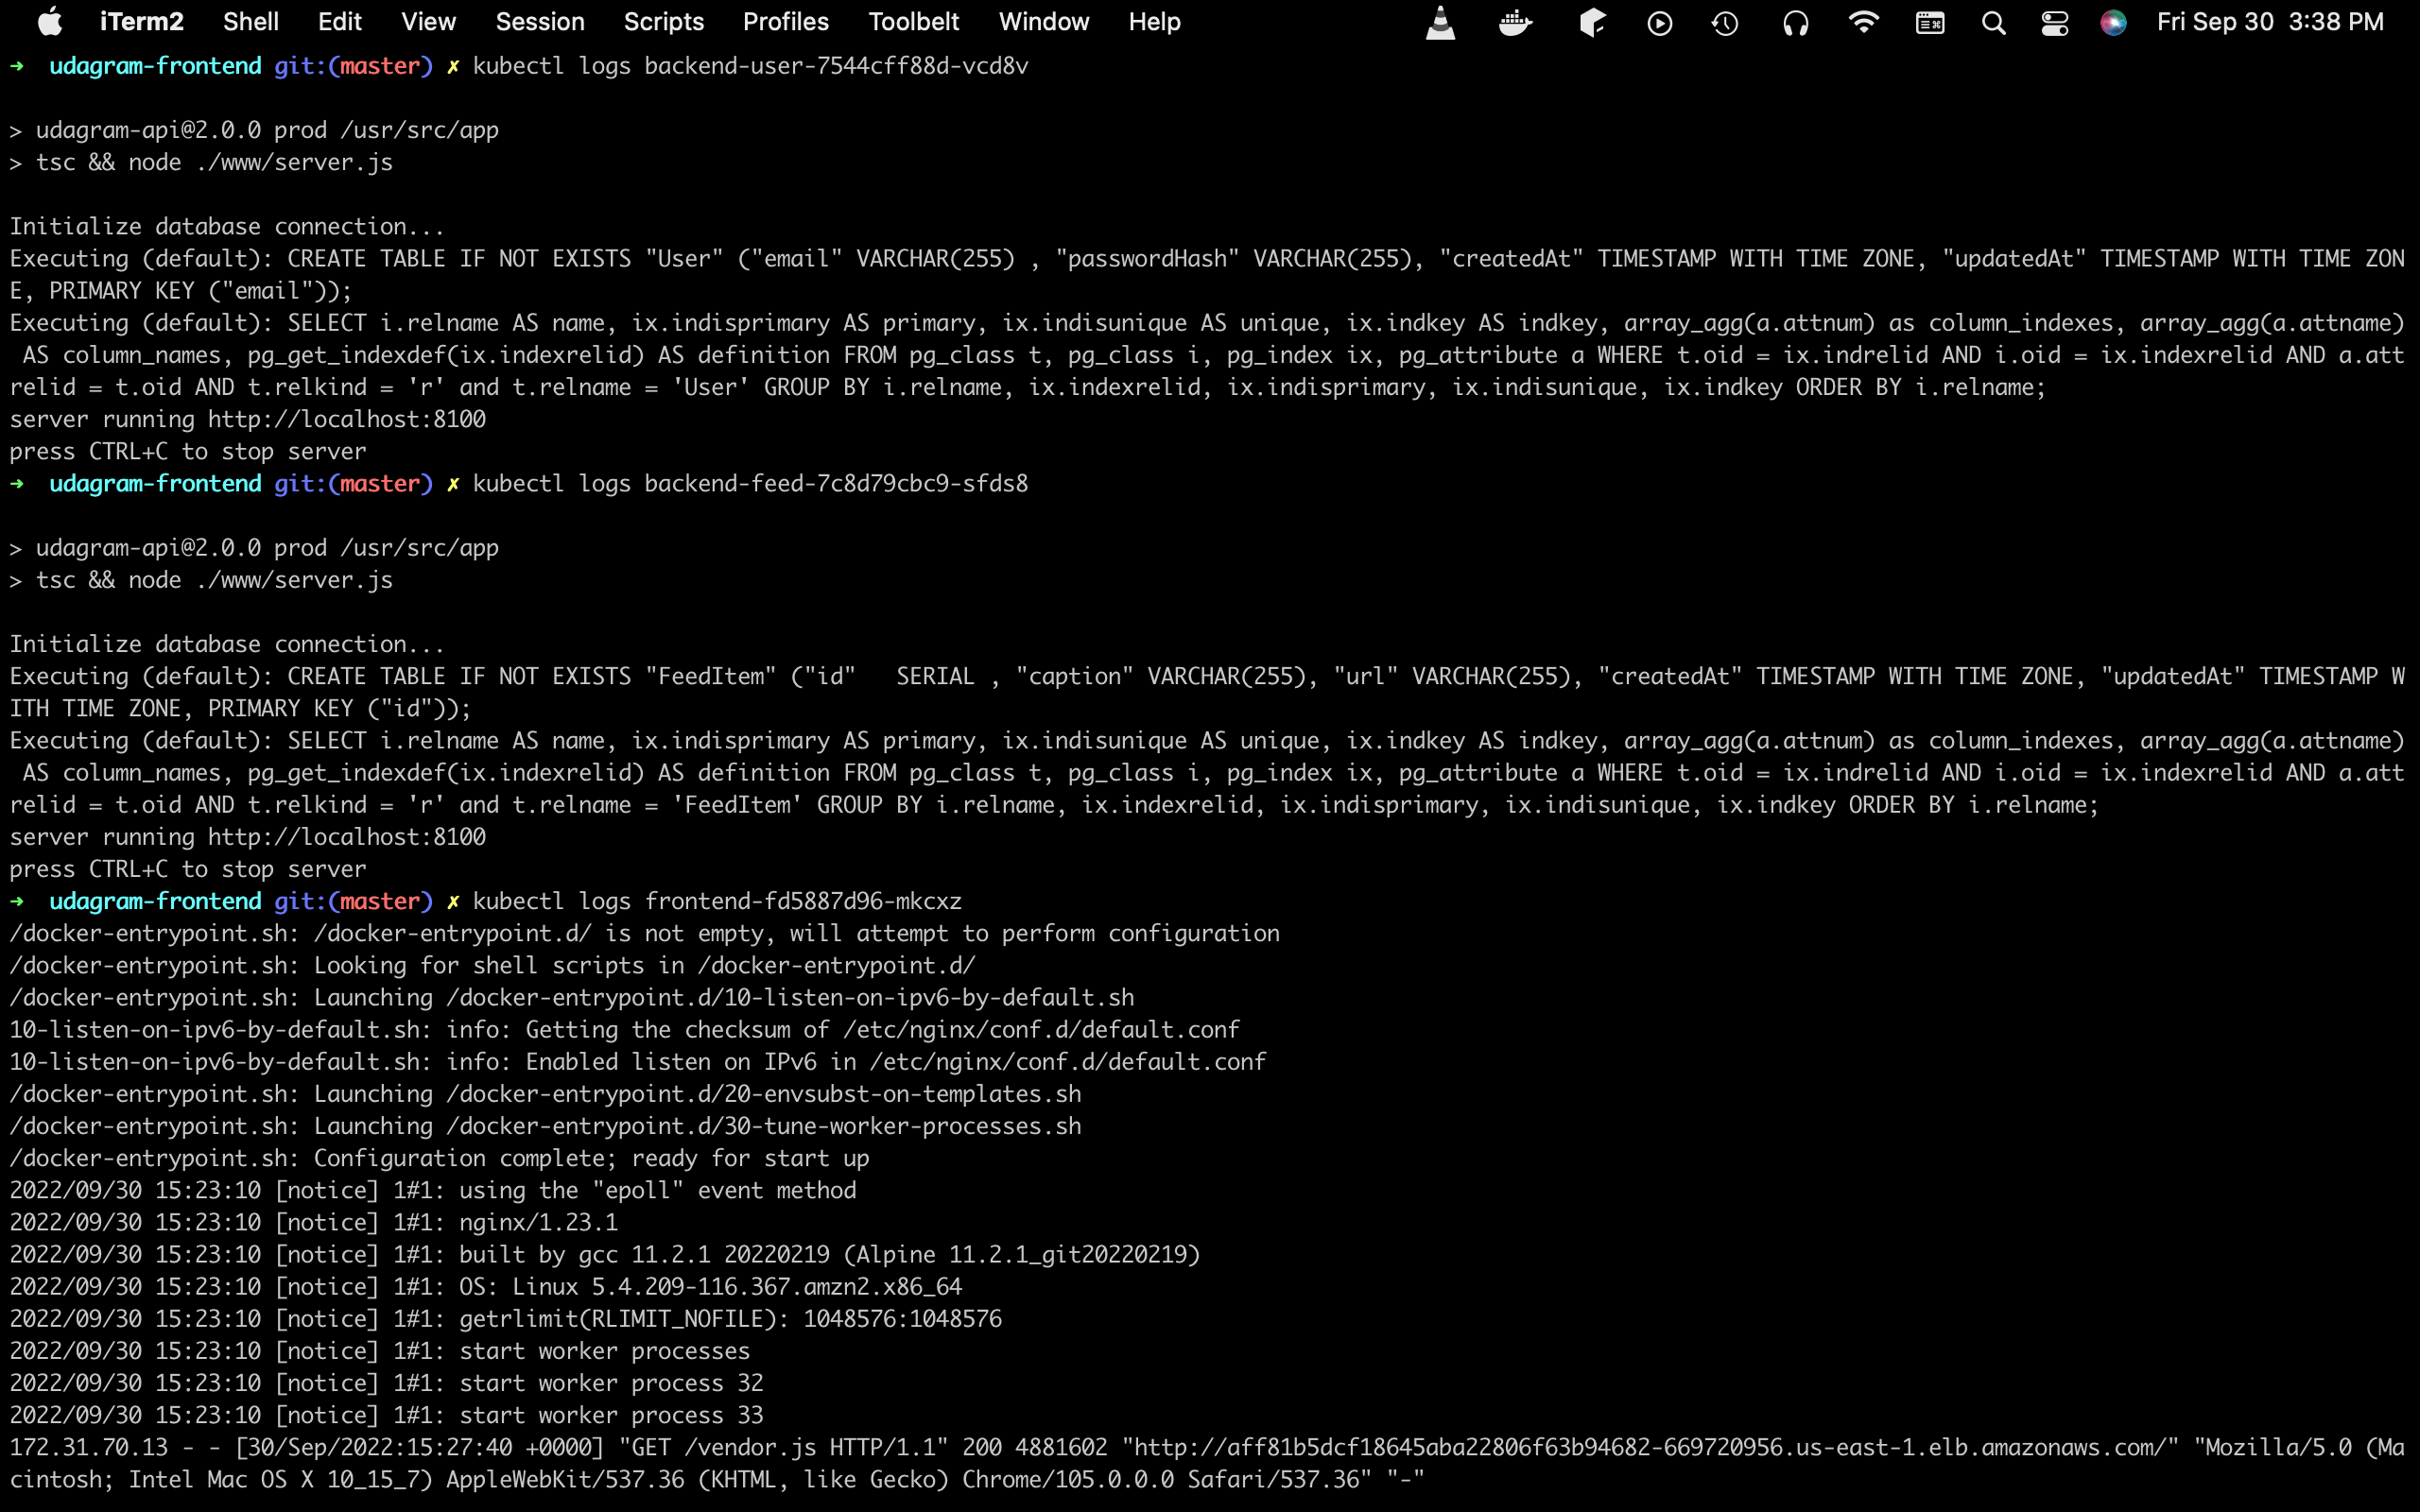 iTerm2 Shell Edit View Session Scripts Profiles Toolbelt Window Help Fri Sep 30 3:38 PM
➜ udagram-frontend git:(master) ✗ kubectl logs backend-user-7544cff88d-vcd8v
> udagram-api@2.0.0 prod /usr/src/app
> tsc && node ./www/server.js
Initialize database connection...
Executing (default): CREATE TABLE IF NOT EXISTS "User" ("email" VARCHAR(255) , "passwordHash" VARCHAR(255), "createdAt" TIMESTAMP WITH TIME ZONE, "updatedAt" TIMESTAMP WITH TIME ZON
E, PRIMARY KEY ("email"));
Executing (default): SELECT i.relname AS name, ix.indisprimary AS primary, ix.indisunique AS unique, ix.indkey AS indkey, array_agg(a.attnum) as column_indexes, array_agg(a.attname)
 AS column_names, pg_get_indexdef(ix.indexrelid) AS definition FROM pg_class t, pg_class i, pg_index ix, pg_attribute a WHERE t.oid = ix.indrelid AND i.oid = ix.indexrelid AND a.att
relid = t.oid AND t.relkind = 'r' and t.relname = 'User' GROUP BY i.relname, ix.indexrelid, ix.indisprimary, ix.indisunique, ix.indkey ORDER BY i.relname;
server running http://localhost:8100
press CTRL+C to stop server
➜ udagram-frontend git:(master) ✗ kubectl logs backend-feed-7c8d79cbc9-sfds8
> udagram-api@2.0.0 prod /usr/src/app
> tsc && node ./www/server.js
Initialize database connection...
Executing (default): CREATE TABLE IF NOT EXISTS "FeedItem" ("id"   SERIAL , "caption" VARCHAR(255), "url" VARCHAR(255), "createdAt" TIMESTAMP WITH TIME ZONE, "updatedAt" TIMESTAMP W
ITH TIME ZONE, PRIMARY KEY ("id"));
Executing (default): SELECT i.relname AS name, ix.indisprimary AS primary, ix.indisunique AS unique, ix.indkey AS indkey, array_agg(a.attnum) as column_indexes, array_agg(a.attname)
 AS column_names, pg_get_indexdef(ix.indexrelid) AS definition FROM pg_class t, pg_class i, pg_index ix, pg_attribute a WHERE t.oid = ix.indrelid AND i.oid = ix.indexrelid AND a.att
relid = t.oid AND t.relkind = 'r' and t.relname = 'FeedItem' GROUP BY i.relname, ix.indexrelid, ix.indisprimary, ix.indisunique, ix.indkey ORDER BY i.relname;
server running http://localhost:8100
press CTRL+C to stop server
➜ udagram-frontend git:(master) ✗ kubectl logs frontend-fd5887d96-mkcxz
/docker-entrypoint.sh: /docker-entrypoint.d/ is not empty, will attempt to perform configuration
/docker-entrypoint.sh: Looking for shell scripts in /docker-entrypoint.d/
/docker-entrypoint.sh: Launching /docker-entrypoint.d/10-listen-on-ipv6-by-default.sh
10-listen-on-ipv6-by-default.sh: info: Getting the checksum of /etc/nginx/conf.d/default.conf
10-listen-on-ipv6-by-default.sh: info: Enabled listen on IPv6 in /etc/nginx/conf.d/default.conf
/docker-entrypoint.sh: Launching /docker-entrypoint.d/20-envsubst-on-templates.sh
/docker-entrypoint.sh: Launching /docker-entrypoint.d/30-tune-worker-processes.sh
/docker-entrypoint.sh: Configuration complete; ready for start up
2022/09/30 15:23:10 [notice] 1#1: using the "epoll" event method
2022/09/30 15:23:10 [notice] 1#1: nginx/1.23.1
2022/09/30 15:23:10 [notice] 1#1: built by gcc 11.2.1 20220219 (Alpine 11.2.1_git20220219)
2022/09/30 15:23:10 [notice] 1#1: OS: Linux 5.4.209-116.367.amzn2.x86_64
2022/09/30 15:23:10 [notice] 1#1: getrlimit(RLIMIT_NOFILE): 1048576:1048576
2022/09/30 15:23:10 [notice] 1#1: start worker processes
2022/09/30 15:23:10 [notice] 1#1: start worker process 32
2022/09/30 15:23:10 [notice] 1#1: start worker process 33
172.31.70.13 - - [30/Sep/2022:15:27:40 +0000] "GET /vendor.js HTTP/1.1" 200 4881602 "http://aff81b5dcf18645aba22806f63b94682-669720956.us-east-1.elb.amazonaws.com/" "Mozilla/5.0 (Ma
cintosh; Intel Mac OS X 10_15_7) AppleWebKit/537.36 (KHTML, like Gecko) Chrome/105.0.0.0 Safari/537.36" "-"